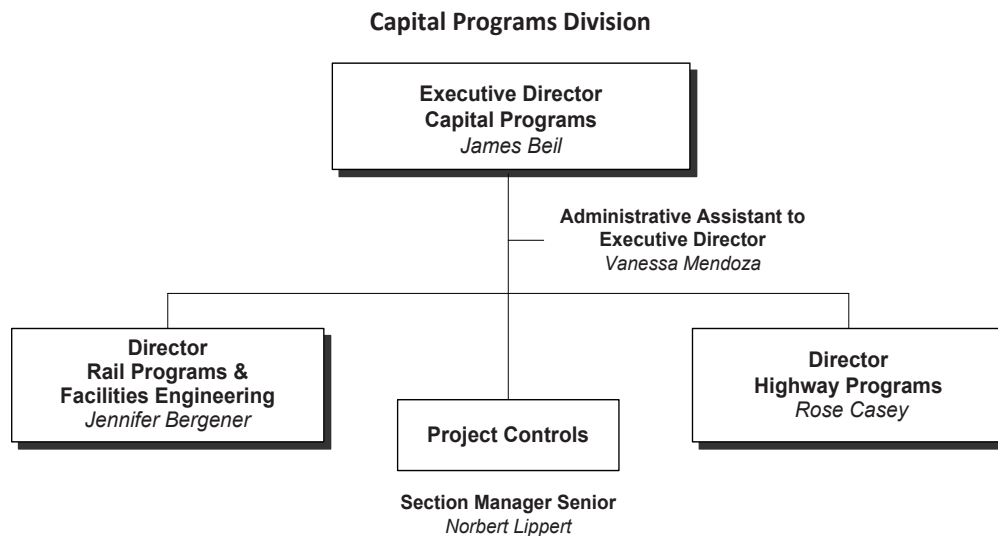 Capital Programs Division
Executive Director
Capital Programs
James Beil
Administrative Assistant to
Executive Director
Vanessa Mendoza
Director
Rail Programs &
Facilities Engineering
Jennifer Bergener
Project Controls
Section Manager Senior
Norbert Lippert
Director
Highway Programs
Rose Casey